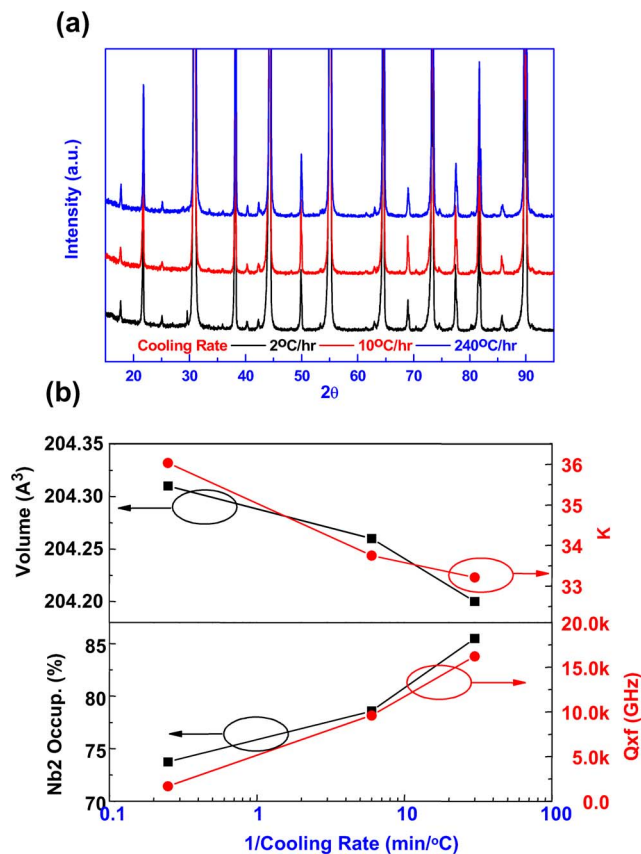 (a)
Intensity (a.u.)
Cooling Rate 2ºC/hr 10ºC/hr 240ºC/hr
20 30 40 50 60 70 80 90
2θ
(b)
204.35
204.30
204.25
204.20
Volume (A³)
36
35
34
33
K
85
80
75
70
Nb2 Occup. (%)
20.0k
15.0k
10.0k
5.0k
0.0
Qxf (GHz)
0.1 1 10 100
1/Cooling Rate (min/ºC)